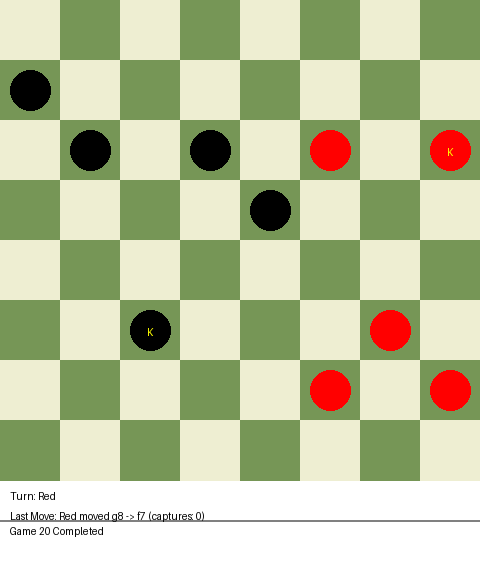 K
K
Turn: Red
Last Move: Red moved g8 -> f7 (captures: 0)
Game 20 Completed